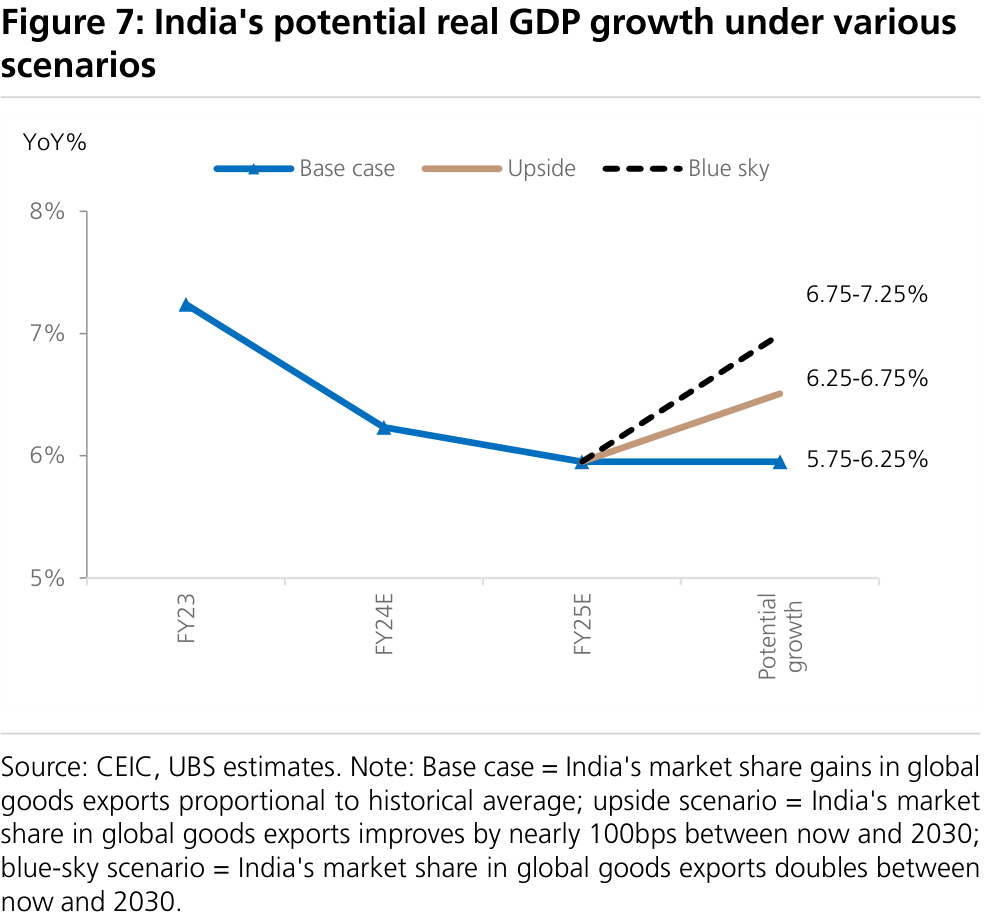 Figure 7: India's potential real GDP growth under various
scenarios
YoY%
Base case
Upside
Blue sky
8%
7%
6%
5%
6.75-7.25%
6.25-6.75%
5.75-6.25%
FY23
FY24E
FY25E
Potential
growth
Source: CEIC, UBS estimates. Note: Base case = India's market share gains in global
goods exports proportional to historical average; upside scenario = India's market
share in global goods exports improves by nearly 100bps between now and 2030;
blue-sky scenario = India's market share in global goods exports doubles between
now and 2030.